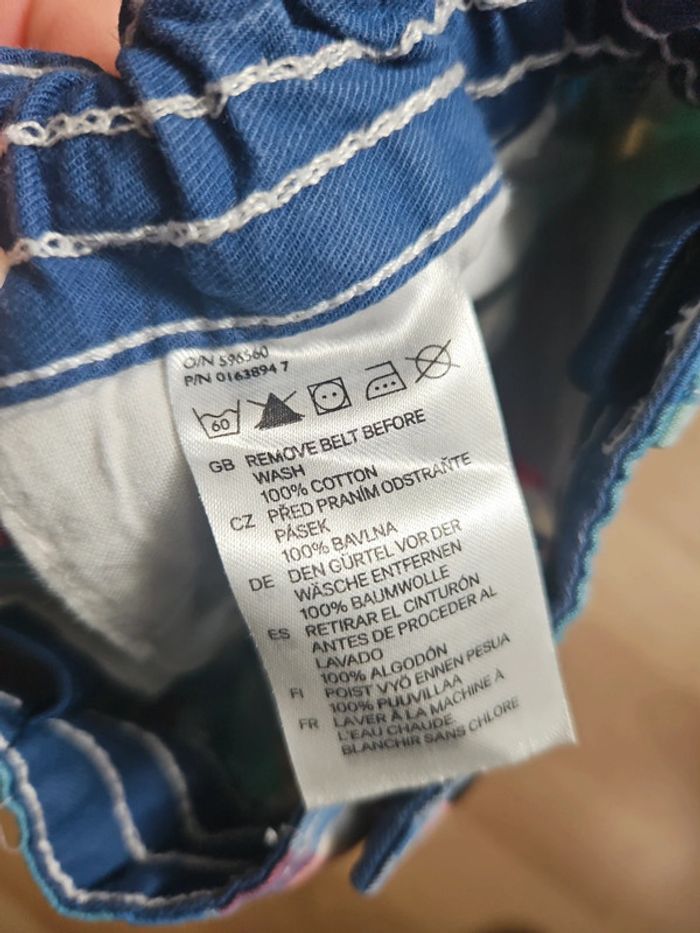 O/N 596560
P/N 0163894 7
60
GB REMOVE BELT BEFORE
WASH
100% COTTON
CZ PŘED PRANÍM ODSTRAŇTE
PÁSEK
100% BAVLNA
DE DEN GÜRTEL VOR DER
WÄSCHE ENTFERNEN
100% BAUMWOLLE
ES RETIRAR EL CINTURÓN
ANTES DE PROCEDER AL
LAVADO
100% ALGODÓN
FI POIST VYÖ ENNEN PESUA
100% PUUVILLAA
FR LAVER À LA MACHINE À
L'EAU CHAUDE
BLANCHIR SANS CHLORE